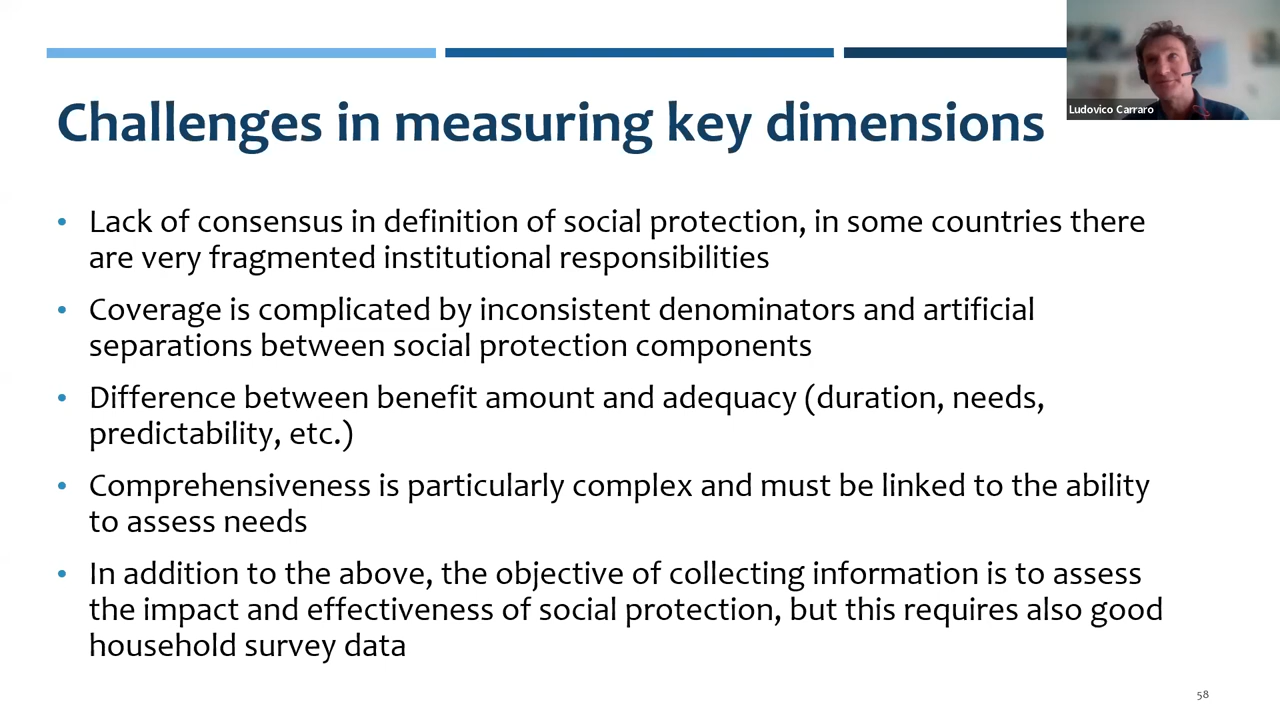 Ludovico Carraro
Challenges in measuring key dimensions
• Lack of consensus in definition of social protection, in some countries there
are very fragmented institutional responsibilities
• Coverage is complicated by inconsistent denominators and artificial
separations between social protection components
• Difference between benefit amount and adequacy (duration, needs,
predictability, etc.)
• Comprehensiveness is particularly complex and must be linked to the ability
to assess needs
• In addition to the above, the objective of collecting information is to assess
the impact and effectiveness of social protection, but this requires also good
household survey data
58